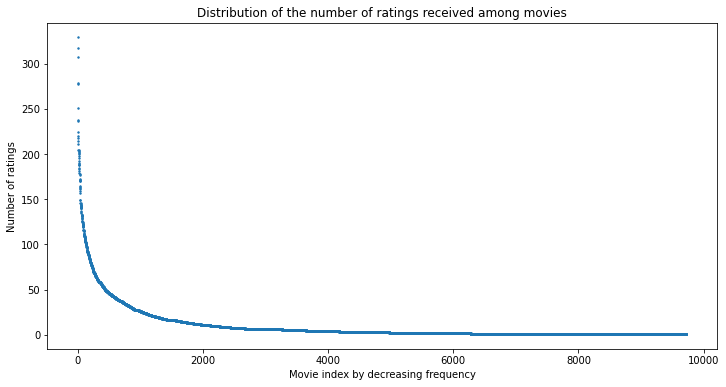 Distribution of the number of ratings received among movies
300
250
200
150
100
50
0
Number of ratings
0 2000 4000 6000 8000 10000
Movie index by decreasing frequency